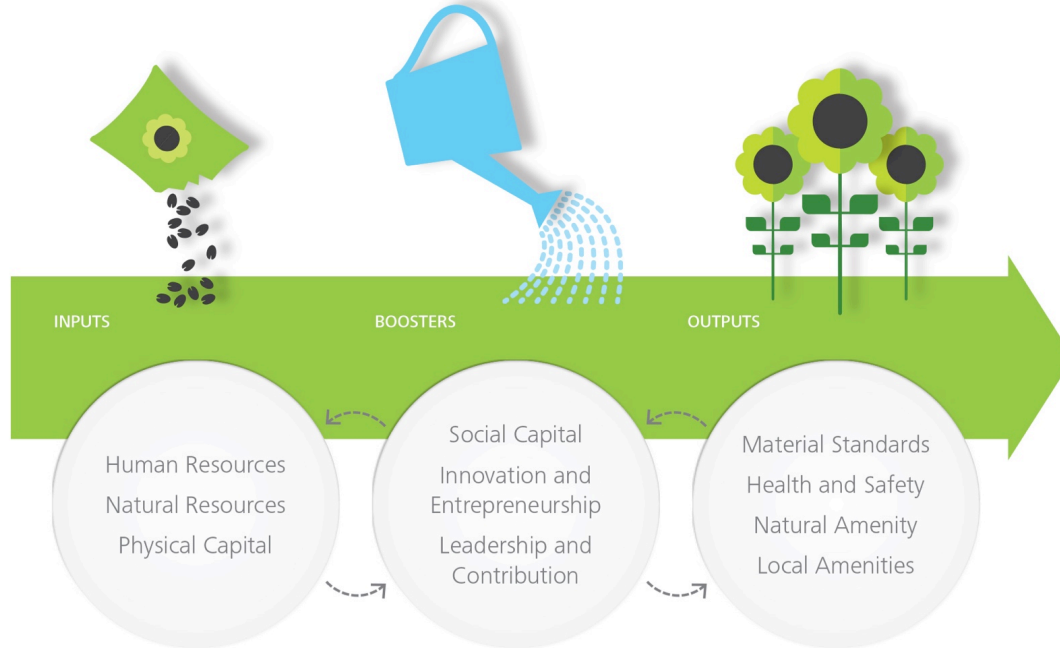 INPUTS
BOOSTERS
OUTPUTS
Human Resources
Natural Resources
Physical Capital
Social Capital
Innovation and
Entrepreneurship
Leadership and
Contribution
Material Standards
Health and Safety
Natural Amenity
Local Amenities